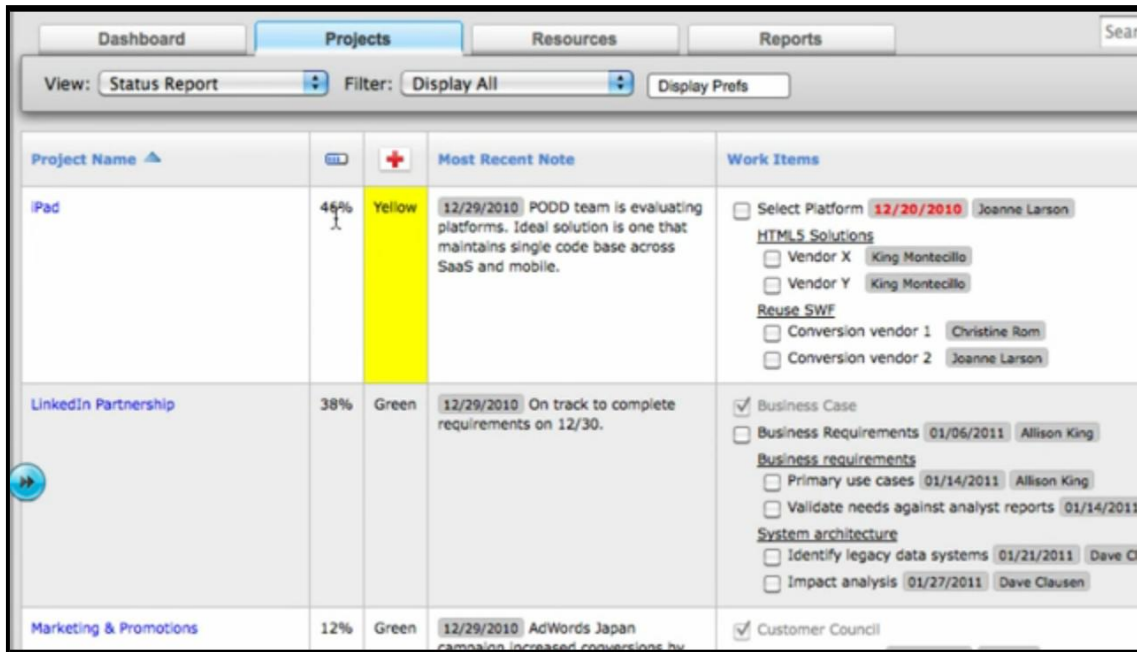 Dashboard Projects Resources Reports Sear
View: Status Report Filter: Display All Display Prefs
Project Name Most Recent Note Work Items
iPad 46% Yellow
12/29/2010 PODD team is evaluating
platforms. Ideal solution is one that
maintains single code base across
SaaS and mobile.
Select Platform 12/20/2010 Joanne Larson
HTML5 Solutions
Vendor X King Montecillo
Vendor Y King Montecillo
Reuse SWF
Conversion vendor 1 Christine Rom
Conversion vendor 2 Joanne Larson
LinkedIn Partnership 38% Green
12/29/2010 On track to complete
requirements on 12/30.
Business Case
Business Requirements 01/06/2011 Allison King
Business requirements
Primary use cases 01/14/2011 Allison King
Validate needs against analyst reports 01/14/2011
System architecture
Identify legacy data systems 01/21/2011 Dave Cl
Impact analysis 01/27/2011 Dave Clausen
Marketing & Promotions 12% Green
12/29/2010 AdWords Japan
campaign increased conversions by
Customer Council